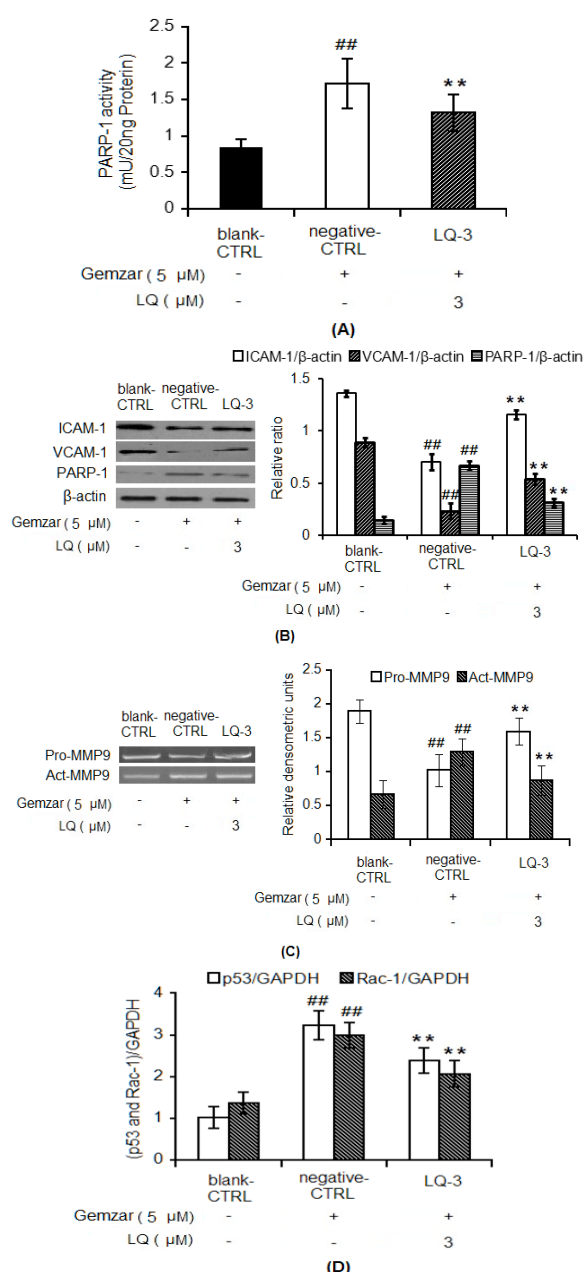 PARP-1 activity
(mU/20ng Proterin)
2.5
2
1.5
1
0.5
0
##
**
blank-
CTRL
negative-
CTRL
LQ-3
Gemzar ( 5 μM) - + +
LQ ( μM) - - 3
(A)
ICAM-1/β-actin VCAM-1/β-actin PARP-1/β-actin
blank-
CTRL
negative-
CTRL
LQ-3
ICAM-1
VCAM-1
PARP-1
β-actin
Gemzar ( 5 μM) - + +
LQ ( μM) - - 3
Relative ratio
1.5
1
0.5
0
## ## ##
** ** **
blank-
CTRL
negative-
CTRL
LQ-3
Gemzar ( 5 μM) - + +
LQ ( μM) - - 3
(B)
blank-
CTRL
negative-
CTRL
LQ-3
Pro-MMP9
Act-MMP9
Gemzar ( 5 μM) - + +
LQ ( μM) - - 3
Relative densometric units
2.5
2
1.5
1
0.5
0
Pro-MMP9 Act-MMP9
## ##
** **
blank-
CTRL
negative-
CTRL
LQ-3
Gemzar ( 5 μM) - + +
LQ ( μM) - - 3
(C)
p53/GAPDH Rac-1/GAPDH
(p53 and Rac-1)/GAPDH
4
3
2
1
0
## ##
** **
blank-
CTRL
negative-
CTRL
LQ-3
Gemzar ( 5 μM) - + +
LQ ( μM) - - 3
(D)